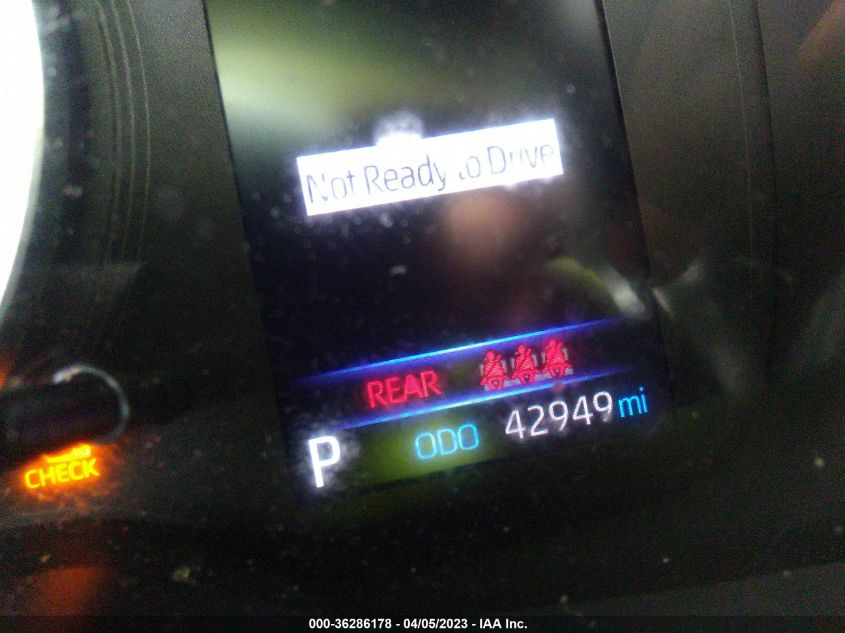 Not Ready to Drive
REAR
P ODO 42949 mi
CHECK
000-36286178 - 04/05/2023 - IAA Inc.